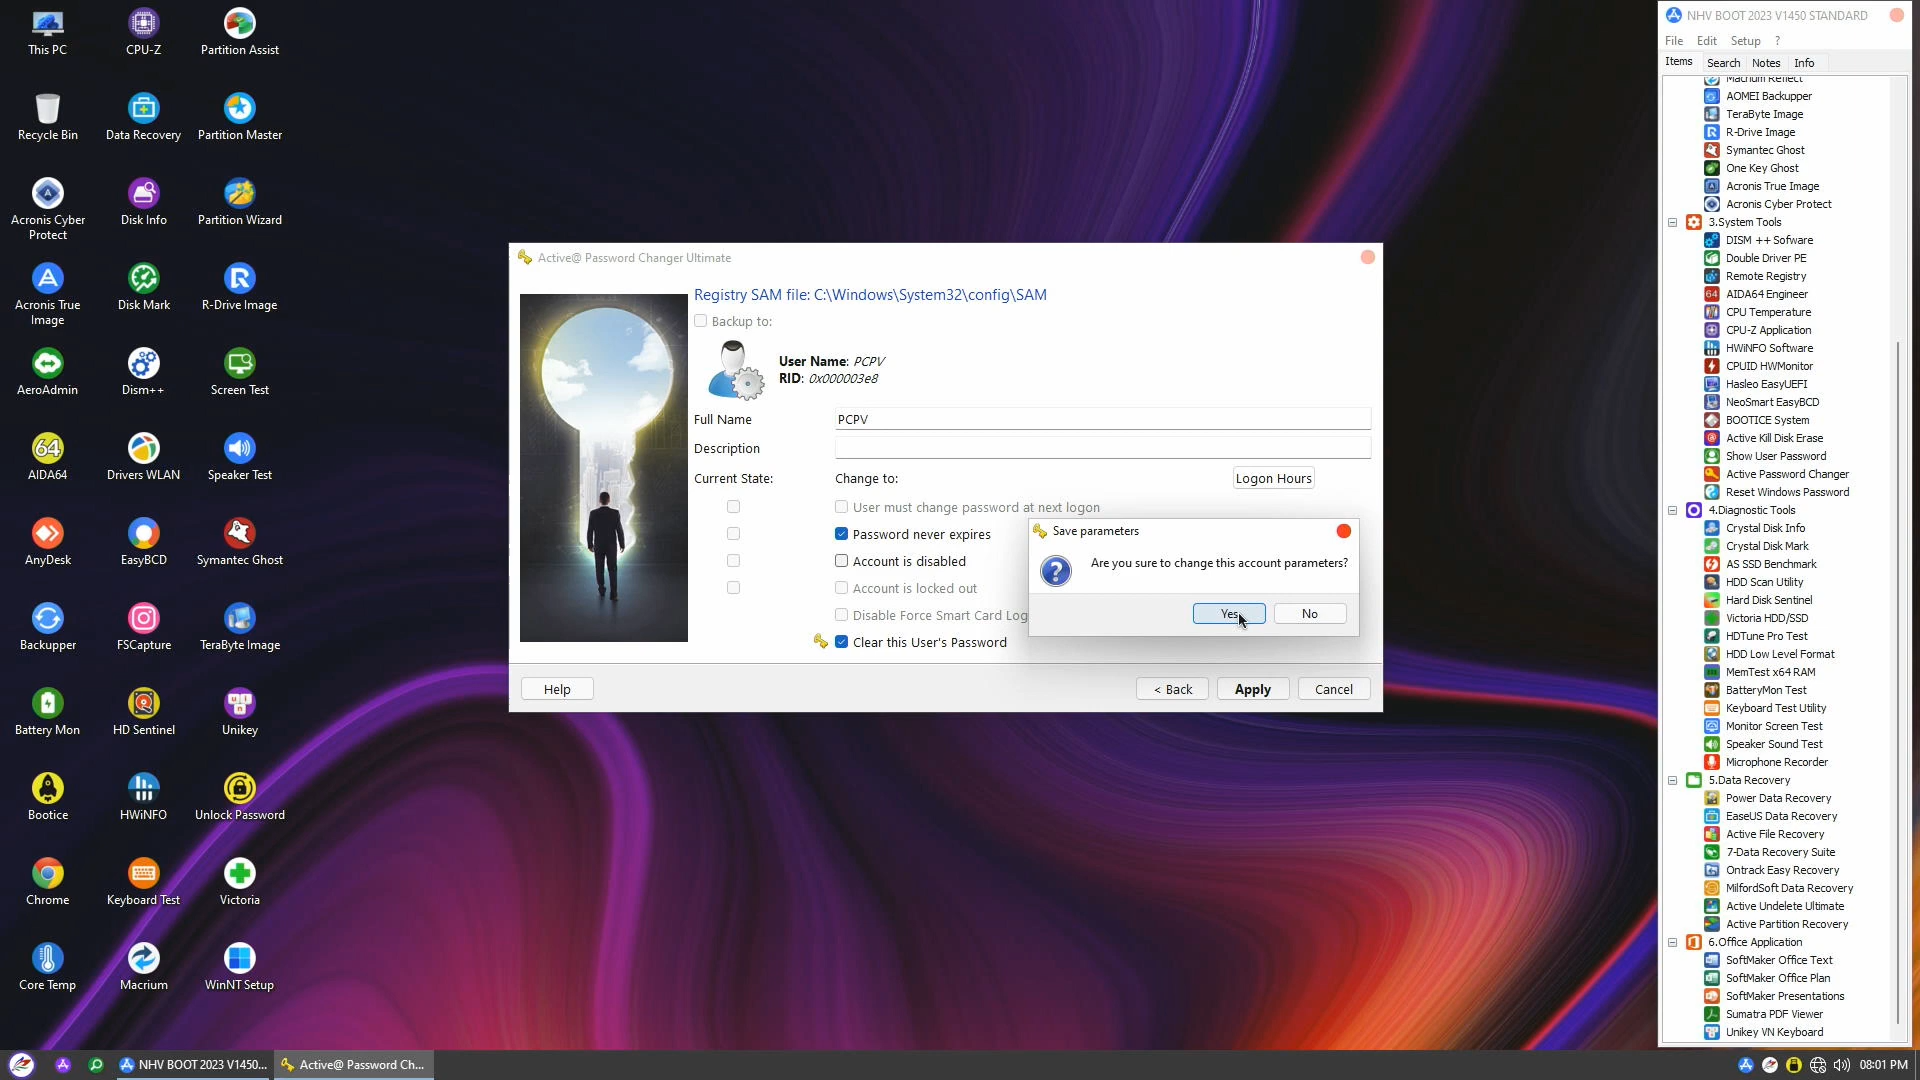 This PC
CPU-Z
Partition Assist
Recycle Bin
Data Recovery
Partition Master
Acronis Cyber
Protect
Disk Info
Partition Wizard
Acronis True
Image
Disk Mark
R-Drive Image
AeroAdmin
Dism++
Screen Test
64
AIDA64
Drivers WLAN
Speaker Test
AnyDesk
EasyBCD
Symantec Ghost
Backupper
FSCapture
TeraByte Image
Battery Mon
HD Sentinel
Unikey
Bootice
HWiNFO
Unlock Password
Chrome
Keyboard Test
Victoria
Core Temp
Macrium
WinNT Setup
Active@ Password Changer Ultimate
Registry SAM file: C:\Windows\System32\config\SAM
Backup to:
User Name: PCPV
RID: 0x000003e8
Full Name
PCPV
Description
Current State:
Change to:
Logon Hours
User must change password at next logon
Password never expires
Account is disabled
Account is locked out
Disable Force Smart Card Log
Clear this User's Password
Help
< Back
Apply
Cancel
Save parameters
Are you sure to change this account parameters?
Yes
No
NHV BOOT 2023 V1450 STANDARD
File Edit Setup ?
Items Search Notes Info
Macrium Reflect
AOMEI Backupper
TeraByte Image
R-Drive Image
Symantec Ghost
One Key Ghost
Acronis True Image
Acronis Cyber Protect
3.System Tools
DISM ++ Sofware
Double Driver PE
Remote Registry
64 AIDA64 Engineer
CPU Temperature
CPU-Z Application
HWiNFO Software
CPUID HWMonitor
Hasleo EasyUEFI
NeoSmart EasyBCD
BOOTICE System
Active Kill Disk Erase
Show User Password
Active Password Changer
Reset Windows Password
4.Diagnostic Tools
Crystal Disk Info
Crystal Disk Mark
AS SSD Benchmark
HDD Scan Utility
Hard Disk Sentinel
Victoria HDD/SSD
HDTune Pro Test
HDD Low Level Format
MemTest x64 RAM
BatteryMon Test
Keyboard Test Utility
Monitor Screen Test
Speaker Sound Test
Microphone Recorder
5.Data Recovery
Power Data Recovery
EaseUS Data Recovery
Active File Recovery
7-Data Recovery Suite
Ontrack Easy Recovery
MilfordSoft Data Recovery
Active Undelete Ultimate
Active Partition Recovery
6.Office Application
SoftMaker Office Text
SoftMaker Office Plan
SoftMaker Presentations
Sumatra PDF Viewer
Unikey VN Keyboard
NHV BOOT 2023 V1450...
Active@ Password Ch...
08:01 PM